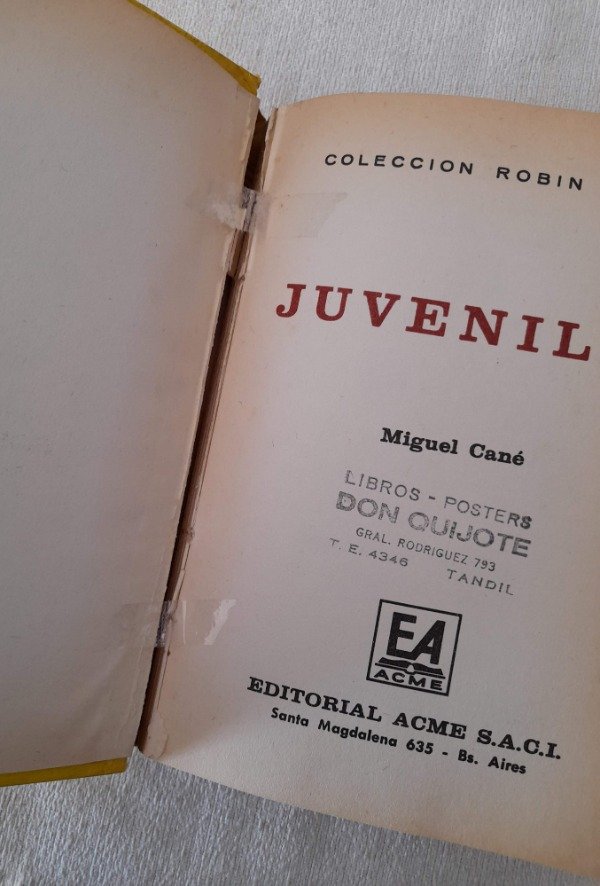 COLECCION ROBIN
JUVENIL
Miguel Cané
LIBROS - POSTERS
DON QUIJOTE
GRAL. RODRIGUEZ 793
T. E. 4346 TANDIL
EA
ACME
EDITORIAL ACME S.A.C.I.
Santa Magdalena 635 - Bs. Aires